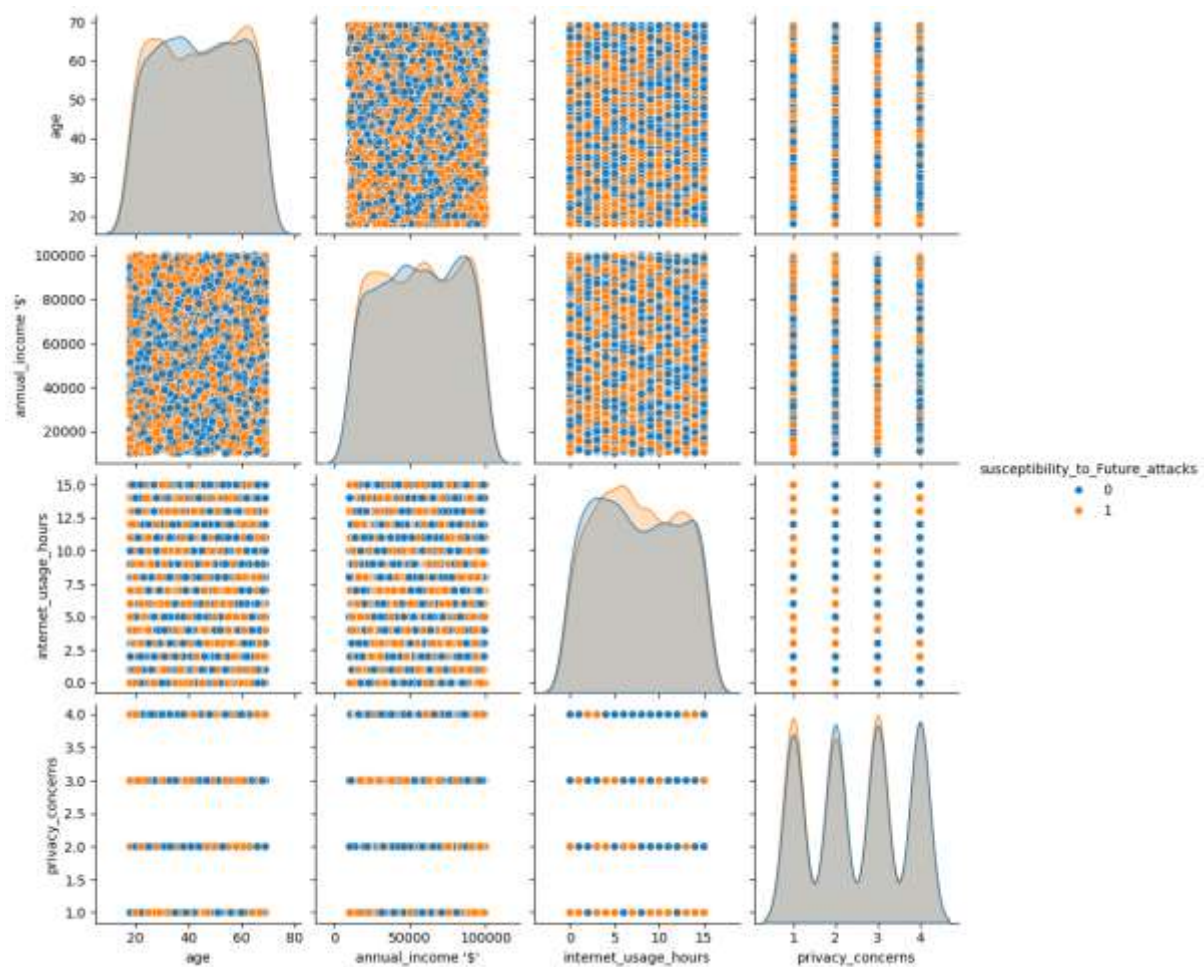 70
60
50
40
30
20
age
100000
80000
60000
40000
20000
annual_income '$'
susceptibility_to_Future_attacks
0
1
15.0
12.5
10.0
7.5
5.0
2.5
0.0
internet_usage_hours
4.0
3.5
3.0
2.5
2.0
1.5
1.0
privacy_concerns
20 40 60 80
0 50000 100000
0 5 10 15
1 2 3 4
age
annual_income '$'
internet_usage_hours
privacy_concerns